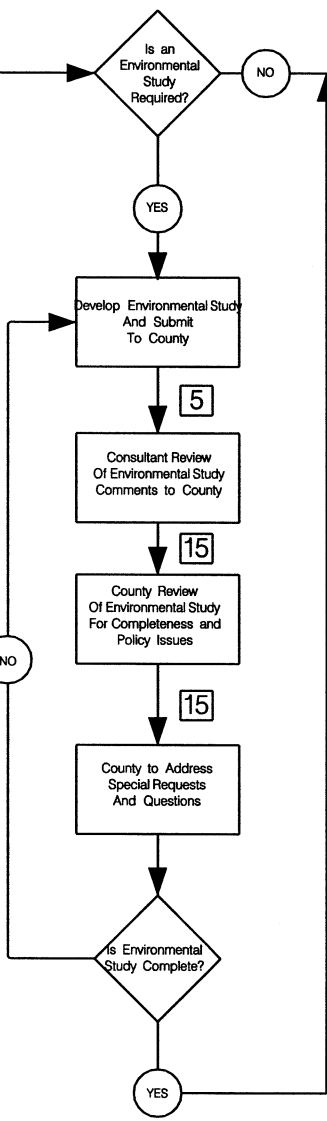 Is an
Environmental
Study
Required?
NO
YES
Develop Environmental Study
And Submit
To County
5
Consultant Review
Of Environmental Study
Comments to County
15
County Review
Of Environmental Study
For Completeness and
Policy Issues
NO
15
County to Address
Special Requests
And Questions
Is Environmental
Study Complete?
YES